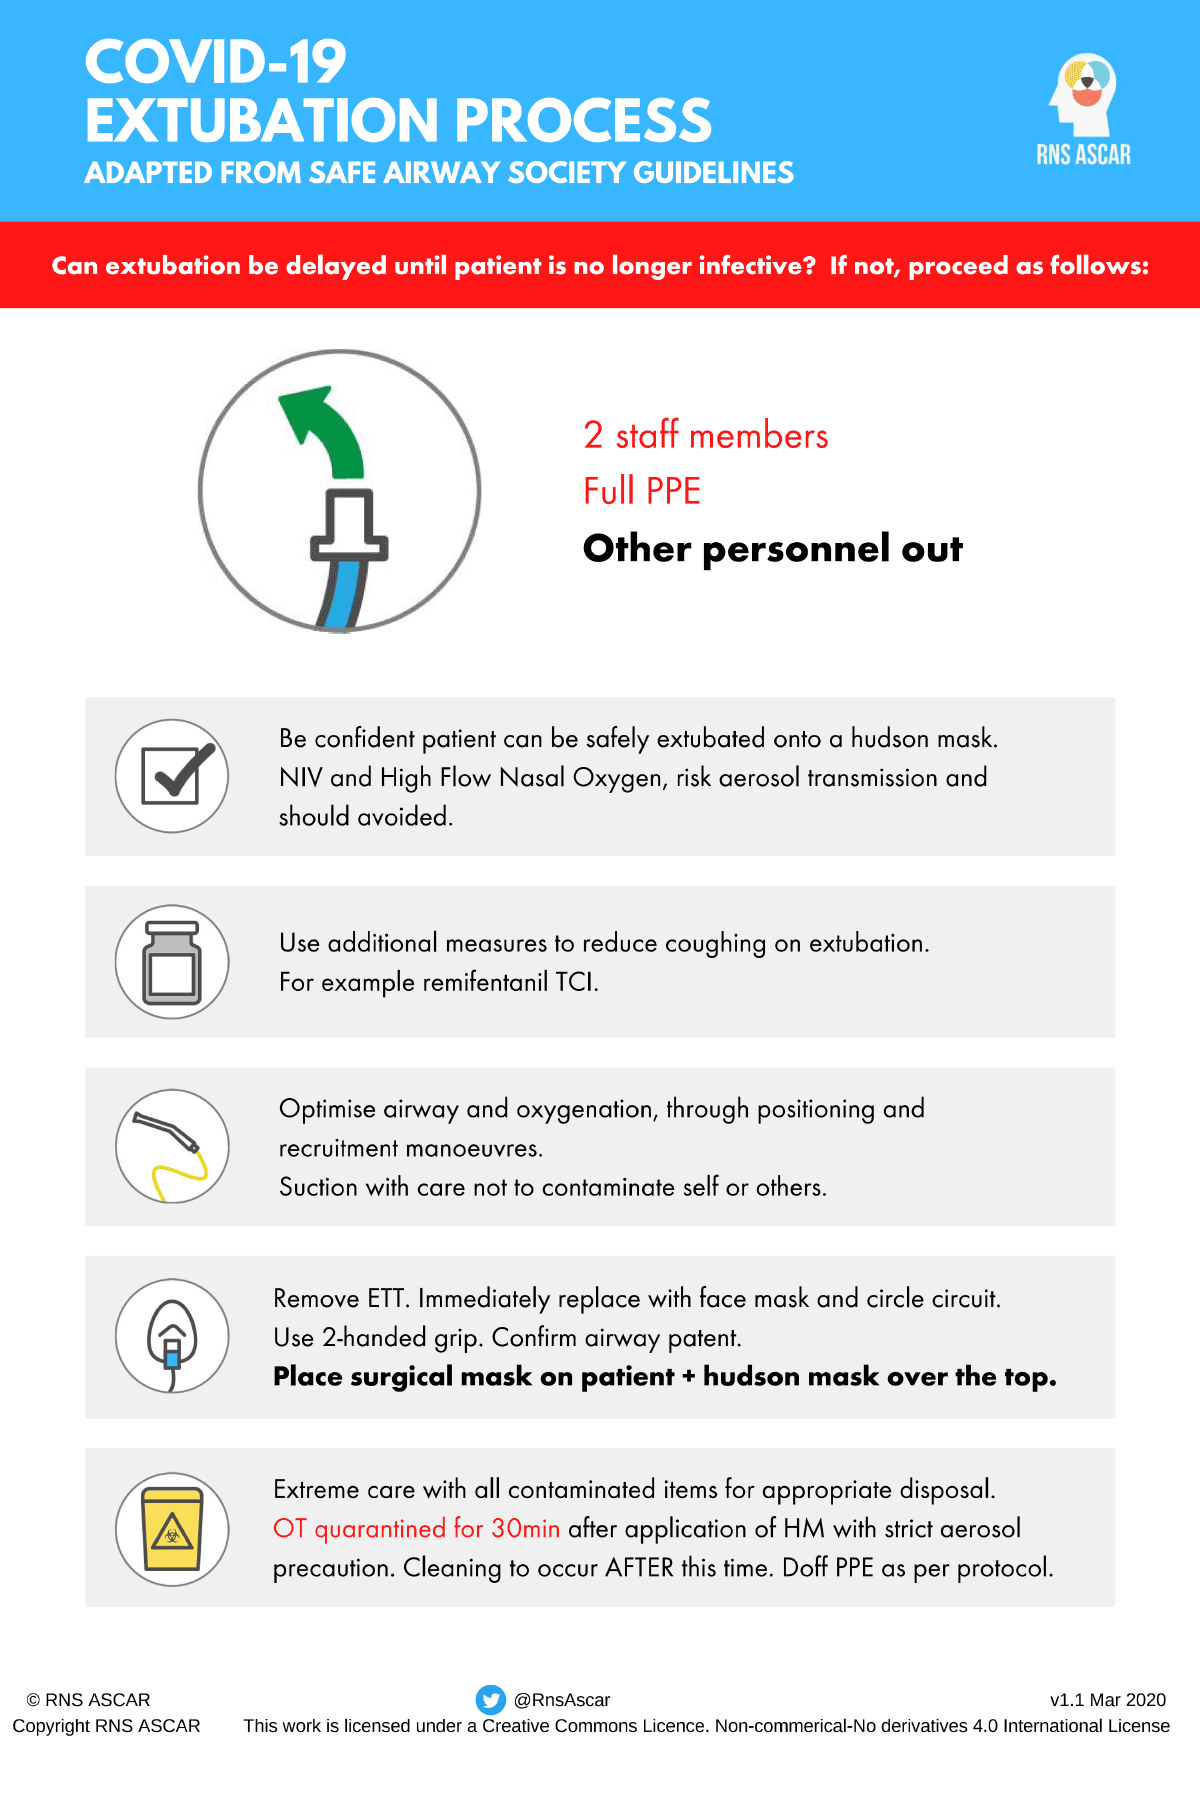 COVID-19
EXTUBATION PROCESS
ADAPTED FROM SAFE AIRWAY SOCIETY GUIDELINES
RNS ASCAR
Can extubation be delayed until patient is no longer infective? If not, proceed as follows:
2 staff members
Full PPE
Other personnel out
Be confident patient can be safely extubated onto a hudson mask.
NIV and High Flow Nasal Oxygen, risk aerosol transmission and
should avoided.
Use additional measures to reduce coughing on extubation.
For example remifentanil TCI.
Optimise airway and oxygenation, through positioning and
recruitment manoeuvres.
Suction with care not to contaminate self or others.
Remove ETT. Immediately replace with face mask and circle circuit.
Use 2-handed grip. Confirm airway patent.
Place surgical mask on patient + hudson mask over the top.
Extreme care with all contaminated items for appropriate disposal.
OT quarantined for 30min after application of HM with strict aerosol
precaution. Cleaning to occur AFTER this time. Doff PPE as per protocol.
© RNS ASCAR
@RnsAscar
v1.1 Mar 2020
Copyright RNS ASCAR
This work is licensed under a Creative Commons Licence. Non-commerical-No derivatives 4.0 International License